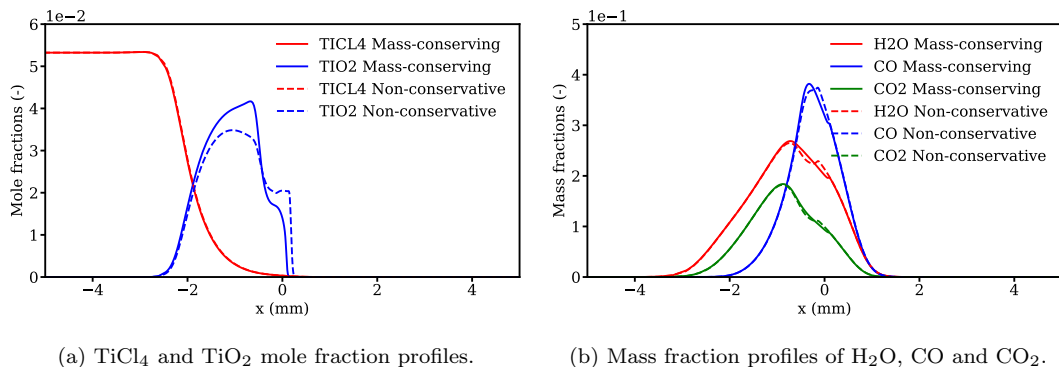 1e−2
6
5
4
3
2
1
0
Mole fractions (-)
TICL4 Mass-conserving
TIO2 Mass-conserving
TICL4 Non-conservative
TIO2 Non-conservative
−4 −2 0 2 4
x (mm)
(a) TiCl4 and TiO2 mole fraction profiles.
1e−1
5
4
3
2
1
0
Mass fractions (-)
H2O Mass-conserving
CO Mass-conserving
CO2 Mass-conserving
H2O Non-conservative
CO Non-conservative
CO2 Non-conservative
−4 −2 0 2 4
x (mm)
(b) Mass fraction profiles of H2O, CO and CO2.